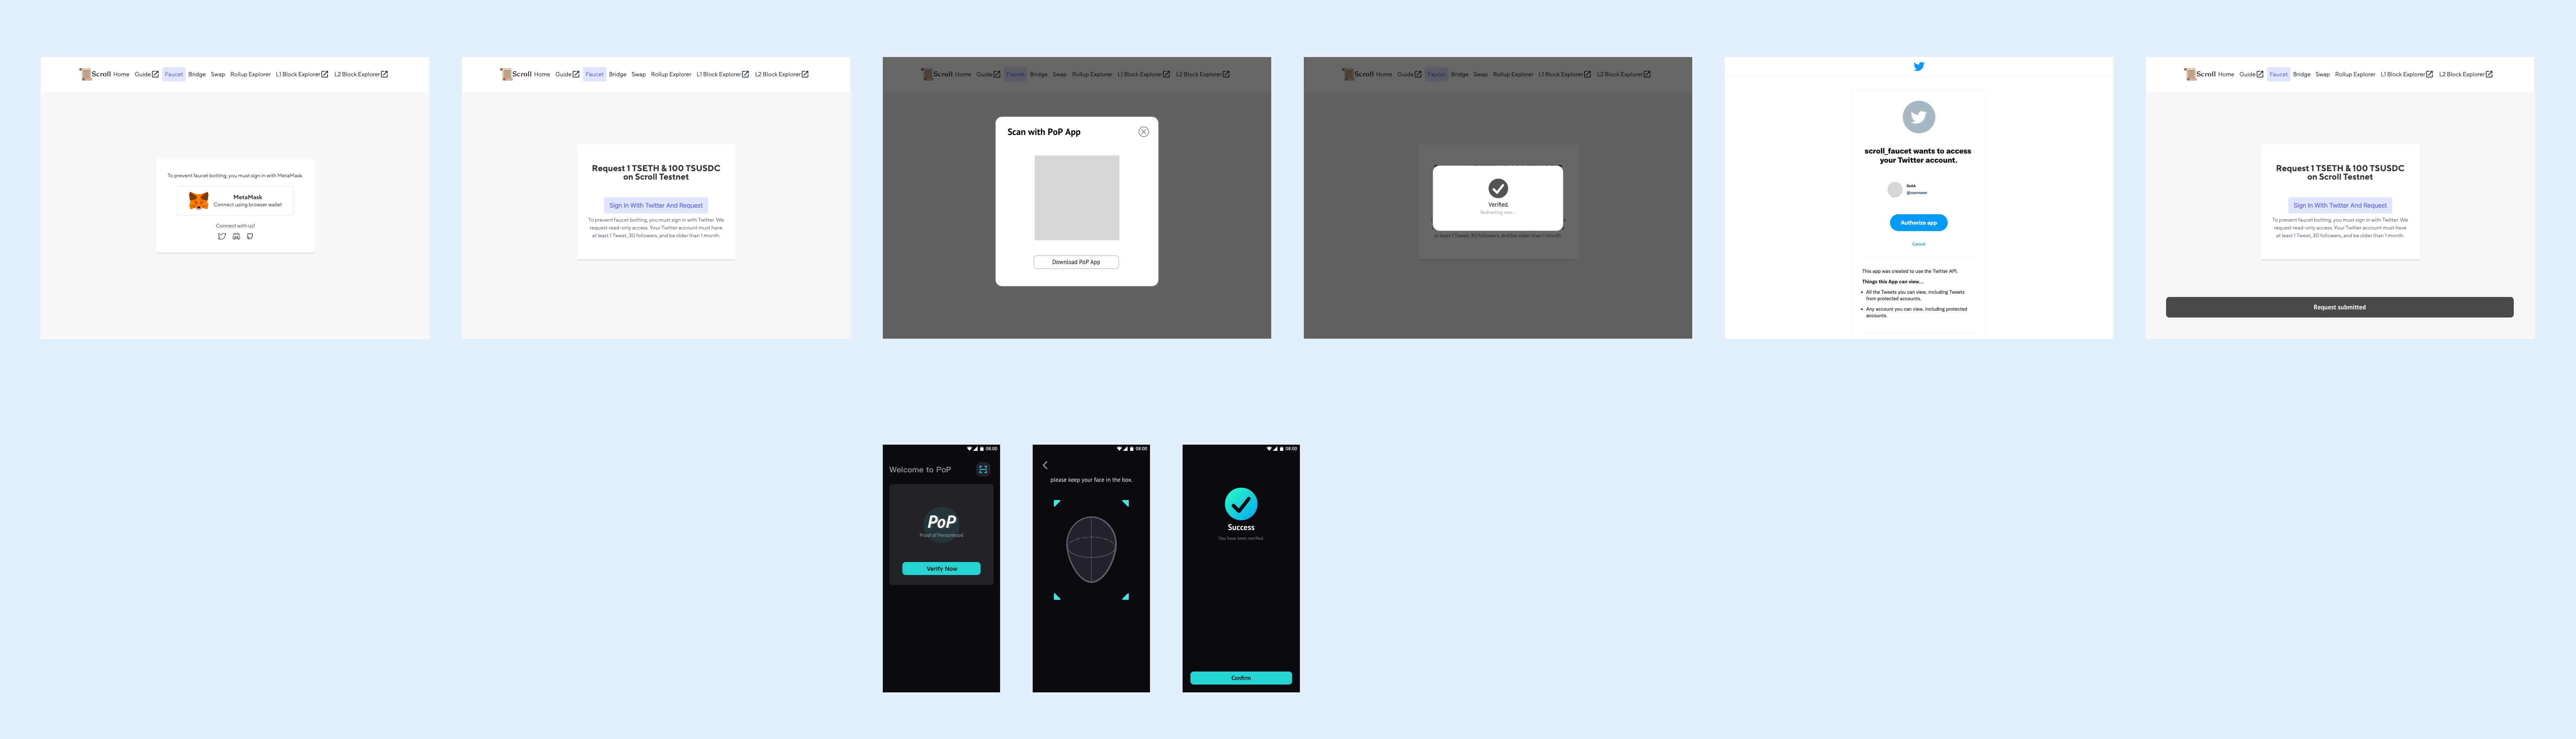 Scroll Home Guide Faucet Bridge Swap Rollup Explorer L1 Block Explorer L2 Block Explorer
To prevent faucet botting, you must sign in with MetaMask.
MetaMask
Connect using browser wallet
Connect with us!
Scroll Home Guide Faucet Bridge Swap Rollup Explorer L1 Block Explorer L2 Block Explorer
Request 1 TSETH & 100 TSUSDC
on Scroll Testnet
Sign In With Twitter And Request
To prevent faucet botting, you must sign in with Twitter. We
request read-only access. Your Twitter account must have
at least 1 Tweet, 30 followers, and be older than 1 month.
Scroll Home Guide Faucet Bridge Swap Rollup Explorer L1 Block Explorer L2 Block Explorer
Scan with PoP App
Download PoP App
Scroll Home Guide Faucet Bridge Swap Rollup Explorer L1 Block Explorer L2 Block Explorer
Verified.
Redirecting now...
at least 1 Tweet, 30 followers, and be older than 1 month.
scroll_faucet wants to access
your Twitter account.
DoAA
@username
Authorize app
Cancel
This app was created to use the Twitter API.
Things this App can view...
• All the Tweets you can view, including Tweets
from protected accounts.
• Any account you can view, including protected
accounts.
Scroll Home Guide Faucet Bridge Swap Rollup Explorer L1 Block Explorer L2 Block Explorer
Request 1 TSETH & 100 TSUSDC
on Scroll Testnet
Sign In With Twitter And Request
To prevent faucet botting, you must sign in with Twitter. We
request read-only access. Your Twitter account must have
at least 1 Tweet, 30 followers, and be older than 1 month.
Request submitted
08:00
Welcome to PoP
PoP
Proof of Personhood
Verify Now
08:00
please keep your face in the box.
08:00
Success
You have been verified.
Confirm